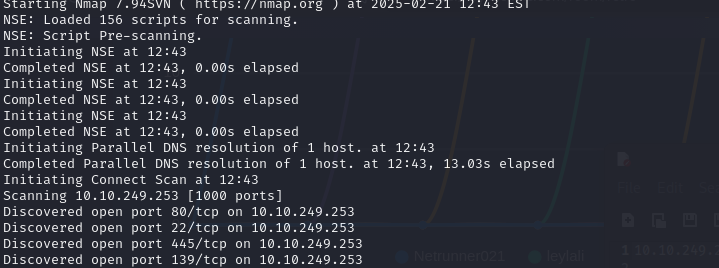 Starting Nmap 7.94SVN ( https://nmap.org ) at 2025-02-21 12:43 EST
NSE: Loaded 156 scripts for scanning.
NSE: Script Pre-scanning.
Initiating NSE at 12:43
Completed NSE at 12:43, 0.00s elapsed
Initiating NSE at 12:43
Completed NSE at 12:43, 0.00s elapsed
Initiating NSE at 12:43
Completed NSE at 12:43, 0.00s elapsed
Initiating Parallel DNS resolution of 1 host. at 12:43
Completed Parallel DNS resolution of 1 host. at 12:43, 13.03s elapsed
Initiating Connect Scan at 12:43
Scanning 10.10.249.253 [1000 ports]
Discovered open port 80/tcp on 10.10.249.253
Discovered open port 22/tcp on 10.10.249.253
Discovered open port 445/tcp on 10.10.249.253
Discovered open port 139/tcp on 10.10.249.253
File Edit
Netrunner021 leylali